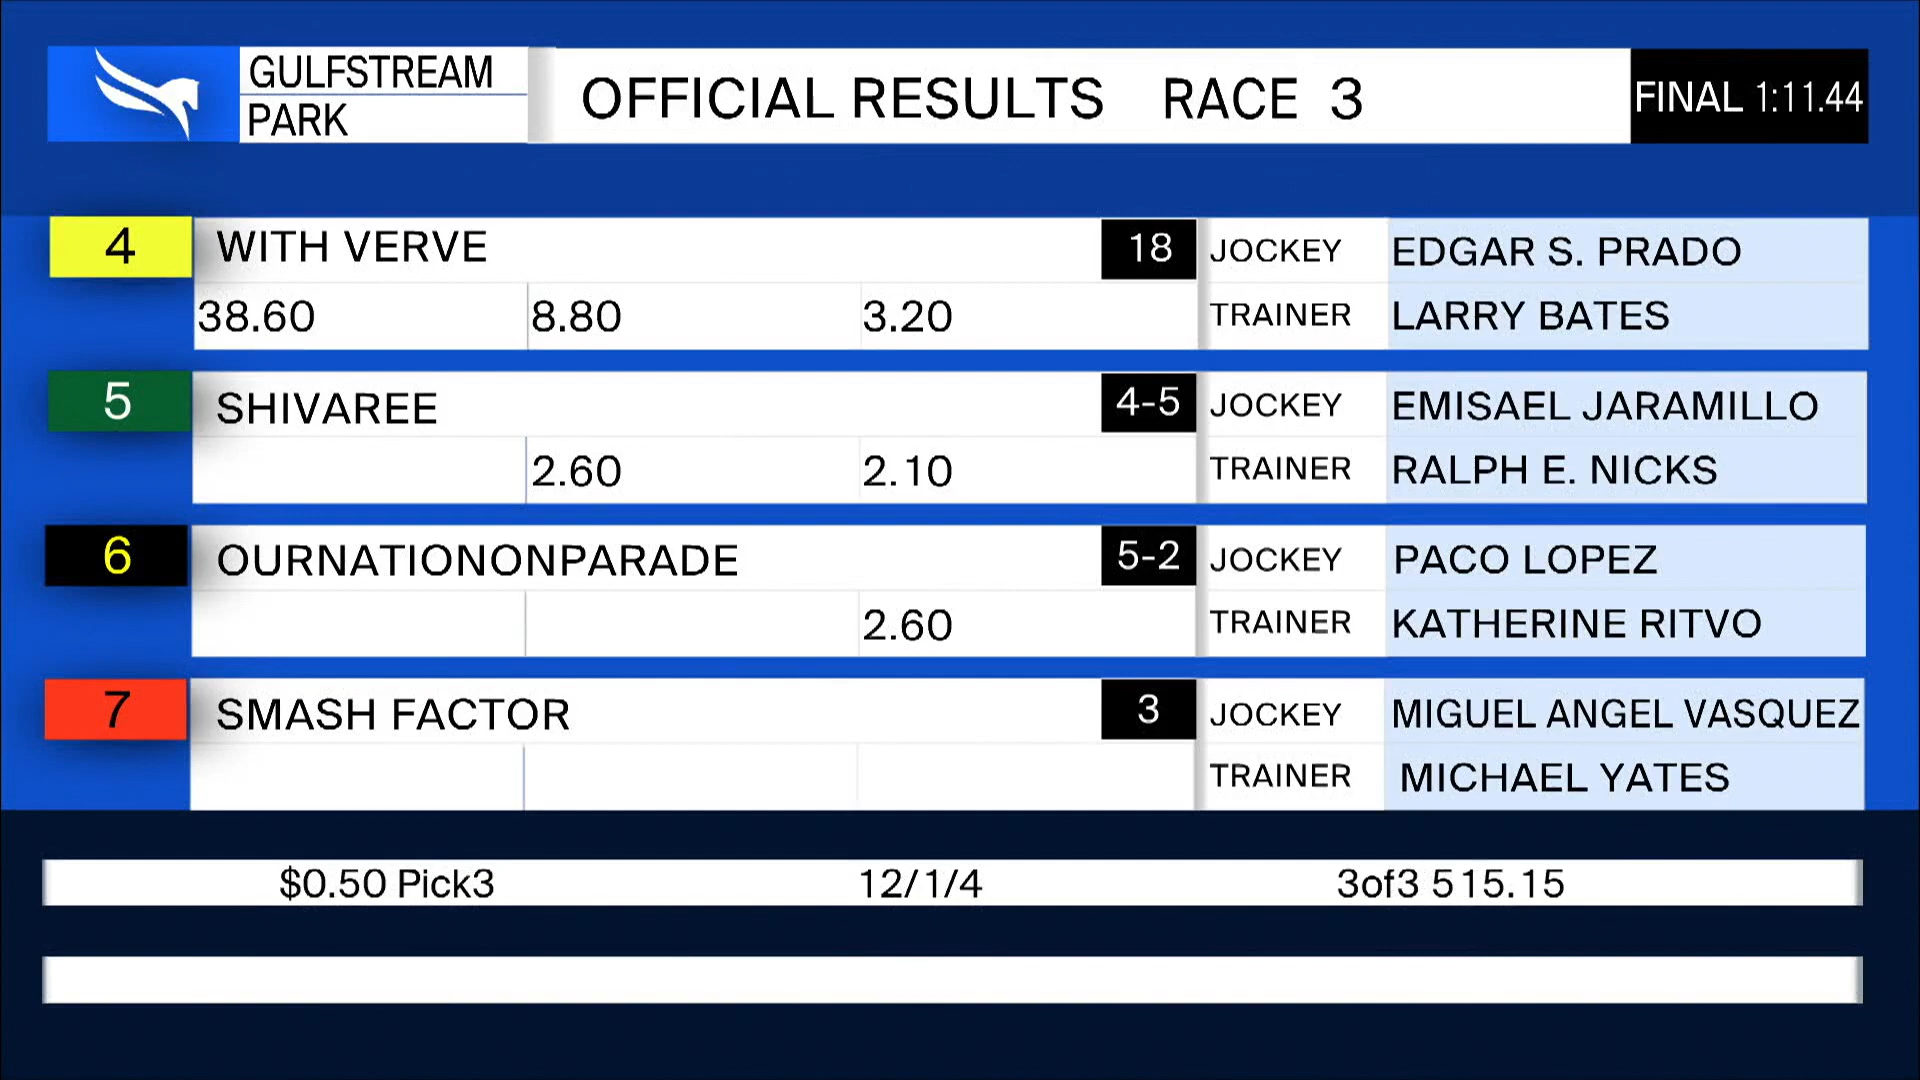 GULFSTREAM
PARK
OFFICIAL RESULTS RACE 3
FINAL 1:11.44
4 WITH VERVE 18 JOCKEY EDGAR S. PRADO
38.60 8.80 3.20 TRAINER LARRY BATES
5 SHIVAREE 4-5 JOCKEY EMISAEL JARAMILLO
2.60 2.10 TRAINER RALPH E. NICKS
6 OURNATIONONPARADE 5-2 JOCKEY PACO LOPEZ
2.60 TRAINER KATHERINE RITVO
7 SMASH FACTOR 3 JOCKEY MIGUEL ANGEL VASQUEZ
TRAINER MICHAEL YATES
$0.50 Pick3 12/1/4 3of3 515.15